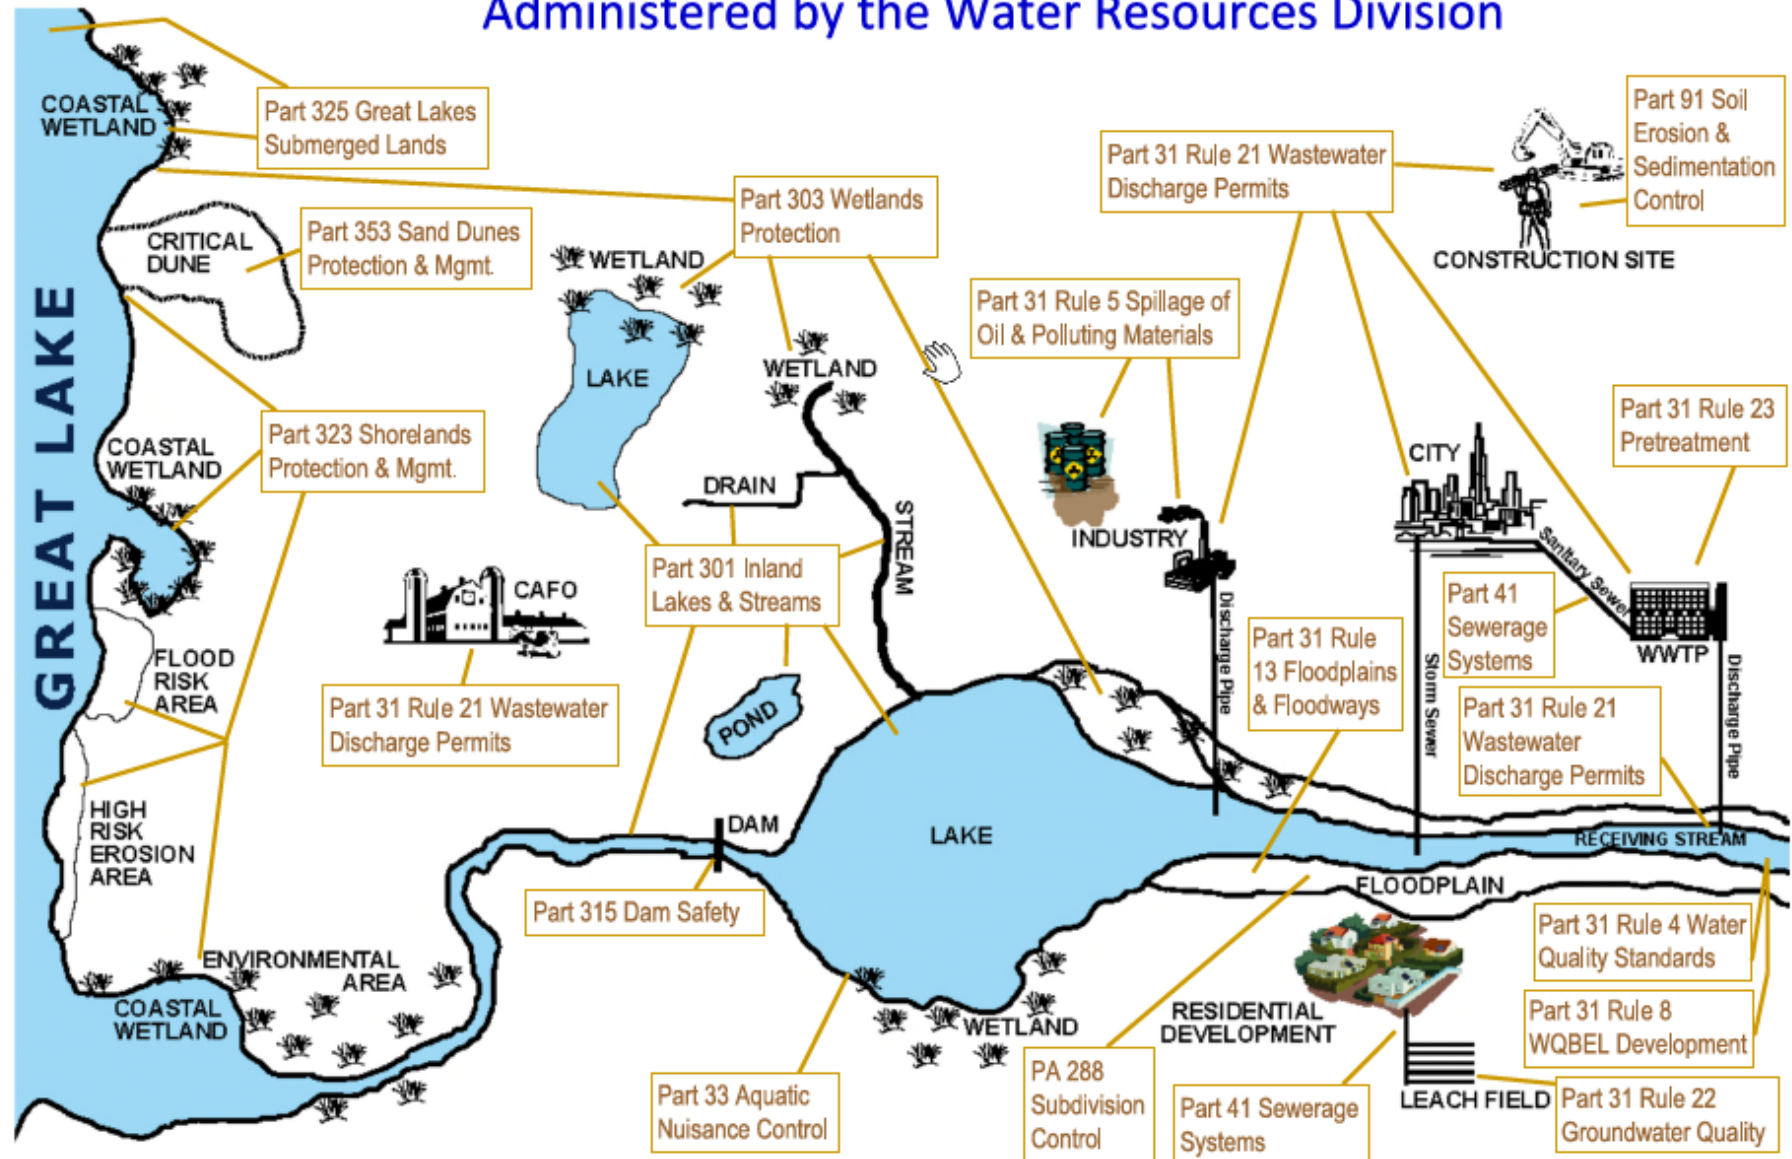 Administered by the Water Resources Division
COASTAL
WETLAND
Part 325 Great Lakes
Submerged Lands
Part 91 Soil
Erosion &
Sedimentation
Control
Part 31 Rule 21 Wastewater
Discharge Permits
CONSTRUCTION SITE
Part 303 Wetlands
Protection
CRITICAL
DUNE
Part 353 Sand Dunes
Protection & Mgmt.
WETLAND
LAKE
WETLAND
Part 31 Rule 5 Spillage of
Oil & Polluting Materials
GREAT LAKE
COASTAL
WETLAND
Part 323 Shorelands
Protection & Mgmt.
DRAIN
STREAM
INDUSTRY
CITY
Part 31 Rule 23
Pretreatment
Sanitary Sewer
Part 301 Inland
Lakes & Streams
CAFO
Discharge Pipe
Part 41
Sewerage
Systems
WWTP
Part 31 Rule
13 Floodplains
& Floodways
Storm Sewer
Discharge Pipe
FLOOD
RISK
AREA
Part 31 Rule 21 Wastewater
Discharge Permits
POND
Part 31 Rule 21
Wastewater
Discharge Permits
HIGH
RISK
EROSION
AREA
DAM
LAKE
RECEIVING STREAM
Part 315 Dam Safety
FLOODPLAIN
Part 31 Rule 4 Water
Quality Standards
ENVIRONMENTAL
AREA
COASTAL
WETLAND
WETLAND
RESIDENTIAL
DEVELOPMENT
Part 31 Rule 8
WQBEL Development
Part 33 Aquatic
Nuisance Control
PA 288
Subdivision
Control
Part 41 Sewerage
Systems
LEACH FIELD
Part 31 Rule 22
Groundwater Quality